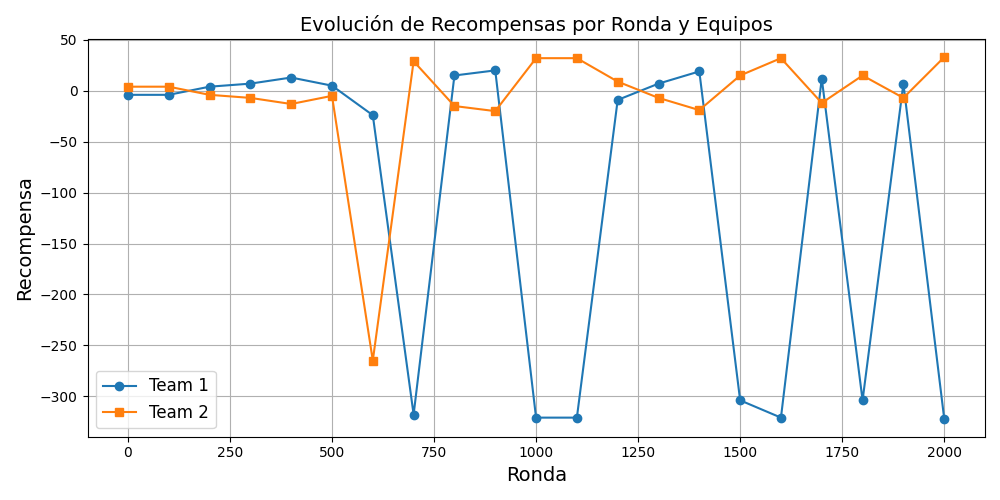 Evolución de Recompensas por Ronda y Equipos
50
0
−50
−100
−150
−200
−250
−300
Recompensa
Team 1
Team 2
0 250 500 750 1000 1250 1500 1750 2000
Ronda